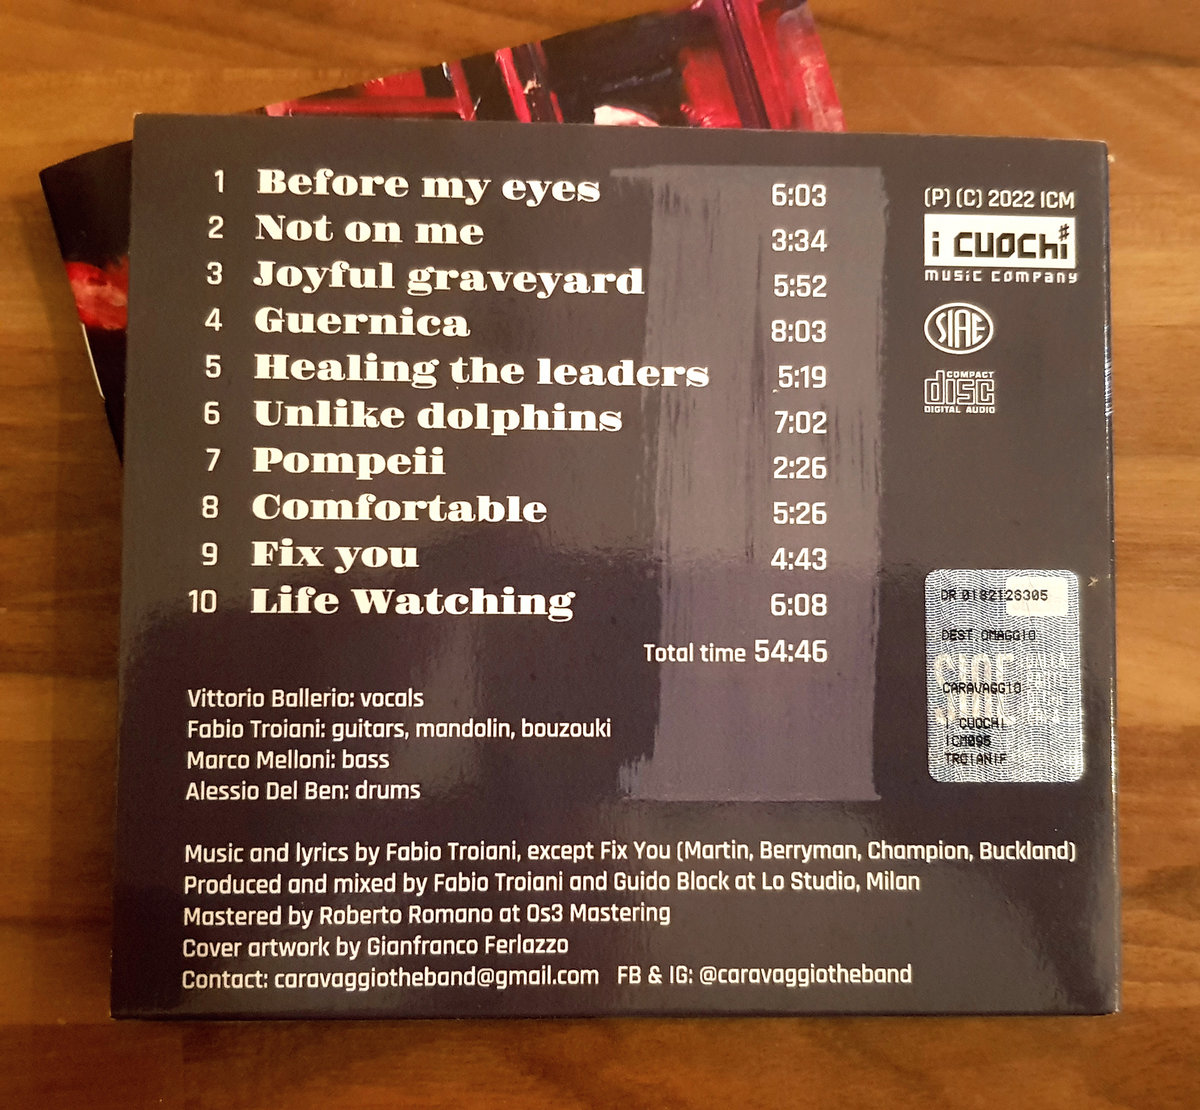 1 Before my eyes 6:03
2 Not on me 3:34
3 Joyful graveyard 5:52
4 Guernica 8:03
5 Healing the leaders 5:19
6 Unlike dolphins 7:02
7 Pompeii 2:26
8 Comfortable 5:26
9 Fix you 4:43
10 Life Watching 6:08
Total time 54:46
Vittorio Ballerio: vocals
Fabio Troiani: guitars, mandolin, bouzouki
Marco Melloni: bass
Alessio Del Ben: drums
Music and lyrics by Fabio Troiani, except Fix You (Martin, Berryman, Champion, Buckland)
Produced and mixed by Fabio Troiani and Guido Block at Lo Studio, Milan
Mastered by Roberto Romano at Os3 Mastering
Cover artwork by Gianfranco Ferlazzo
Contact: caravaggiotheband@gmail.com FB & IG: @caravaggiotheband
(P) (C) 2022 ICM
i CUOChi#
music company
SIAE
COMPACT
disc
DIGITAL AUDIO
DR 0182126305
DEST OMAGGIO
SIAE
CARAVAGGIO
I CUOCHI
ICM095
TROIANIF